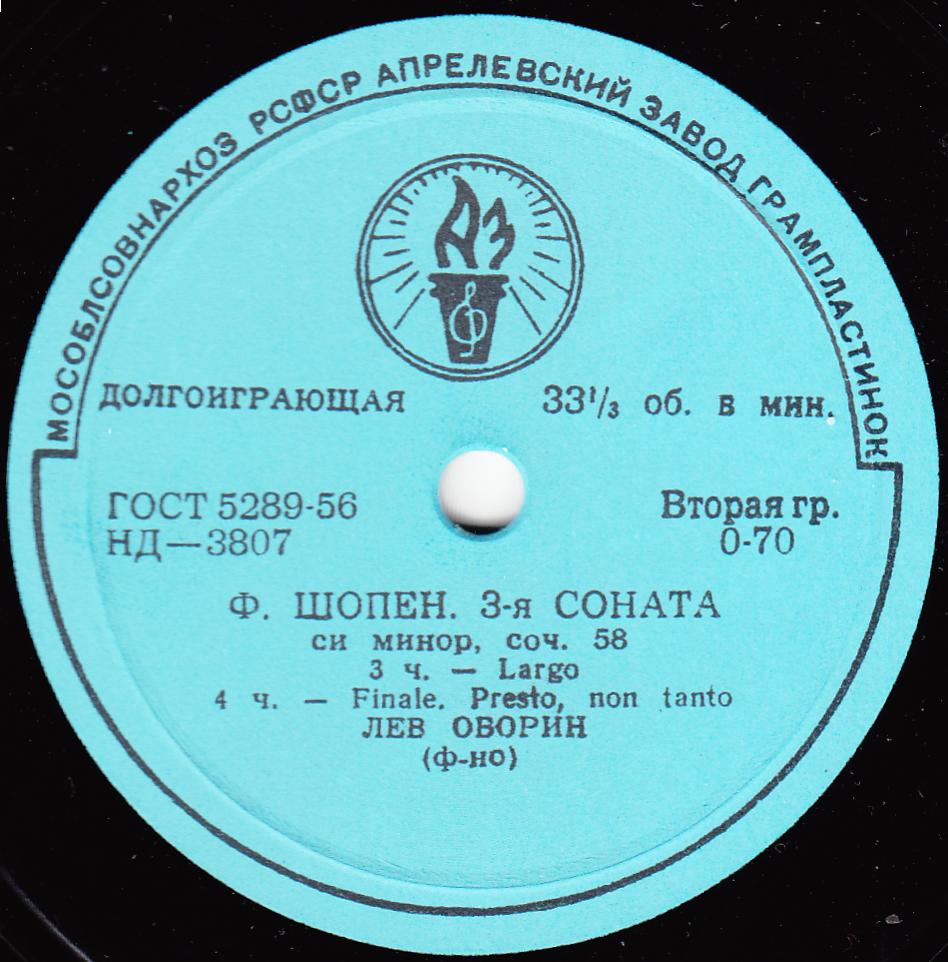 МОСОБЛСОВНАРХОЗ РСФСР АПРЕЛЕВСКИЙ ЗАВОД ГРАМПЛАСТИНОК
АЗ
ДОЛГОИГРАЮЩАЯ 33⅓ об. в мин.
ГОСТ 5289-56 Вторая гр.
НД—3807 0-70
Ф. ШОПЕН. 3-я СОНАТА
си минор, соч. 58
3 ч. — Largo
4 ч. — Finale. Presto, non tanto
ЛЕВ ОБОРИН
(ф-но)